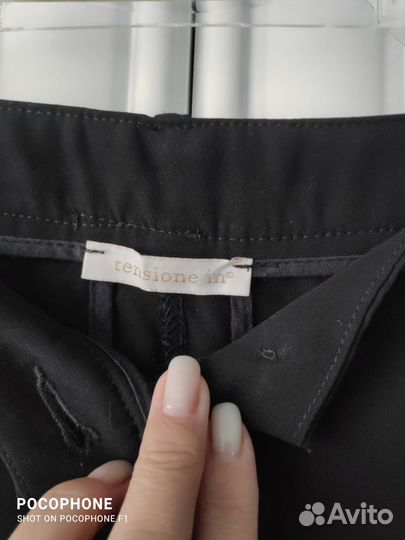 tensione in®
POCOPHONE
SHOT ON POCOPHONE F1
Avito